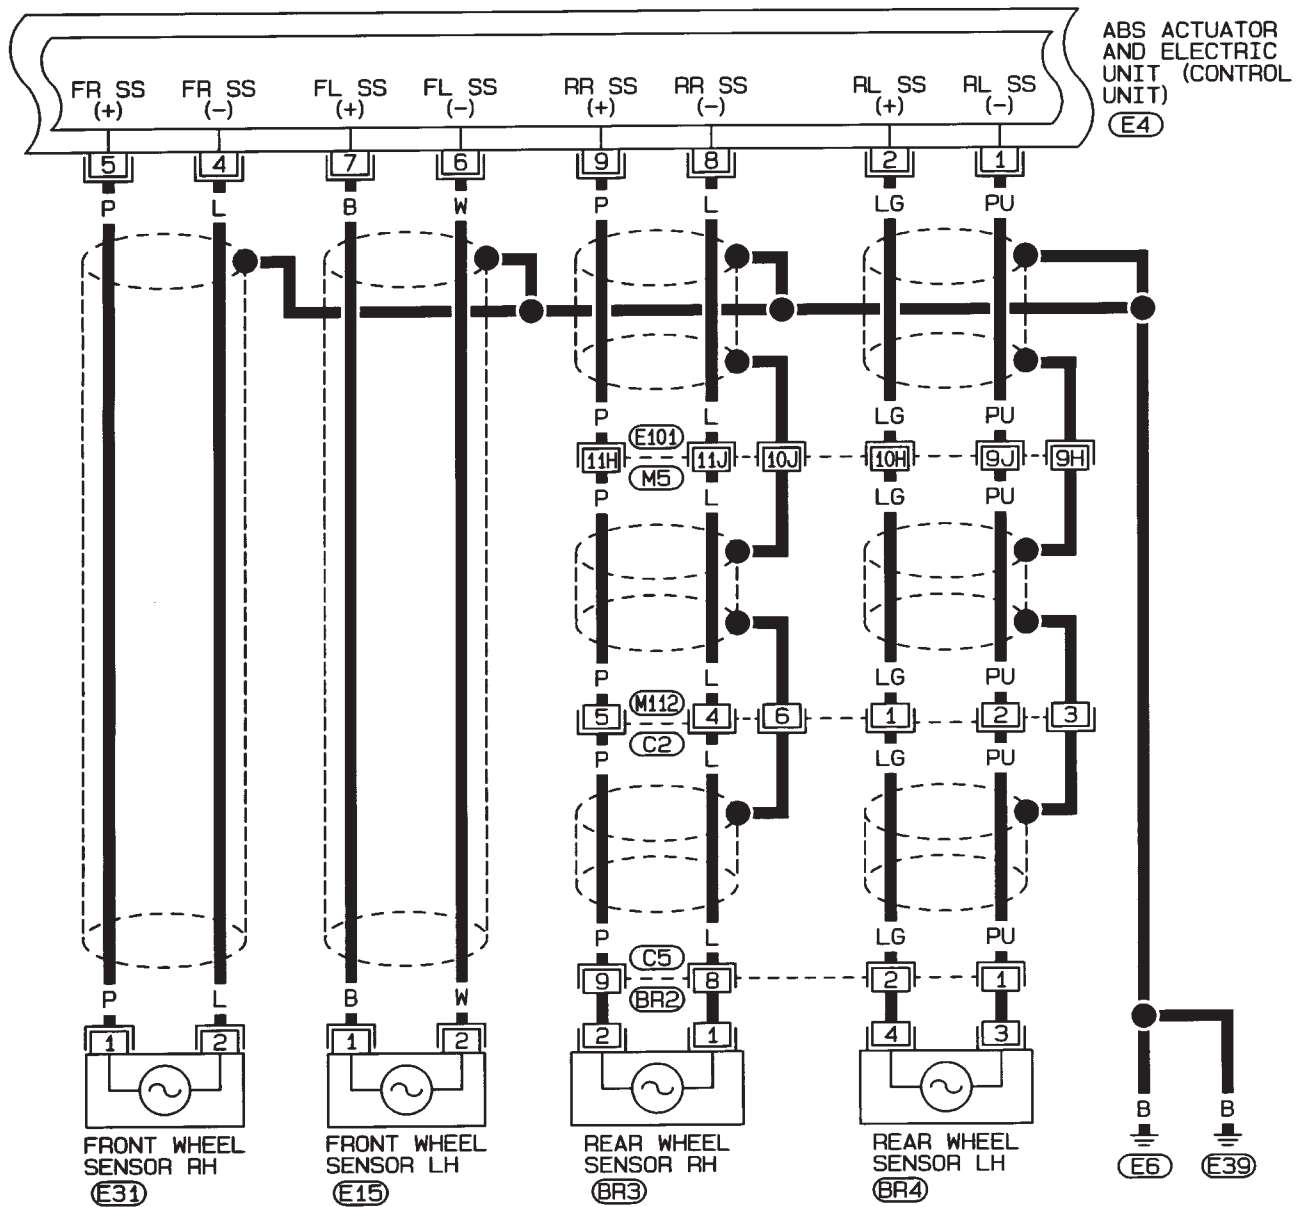 ABS ACTUATOR
AND ELECTRIC
UNIT (CONTROL
UNIT)
E4
FR SS FR SS FL SS FL SS RR SS RR SS RL SS RL SS
(+) (-) (+) (-) (+) (-) (+) (-)
5 4 7 6 9 8 2 1
P L B W P L LG PU
P L LG PU
E101
11H 11J 10J 10H 9J 9H
M5
P L LG PU
P L LG PU
M112
5 4 6 1 2 3
C2
P L LG PU
P L LG PU
C5
9 8 2 1
BR2
P L B W
1 2 1 2 2 1 4 3
B B
FRONT WHEEL
SENSOR RH
E31
FRONT WHEEL
SENSOR LH
E15
REAR WHEEL
SENSOR RH
BR3
REAR WHEEL
SENSOR LH
BR4
E6 E39